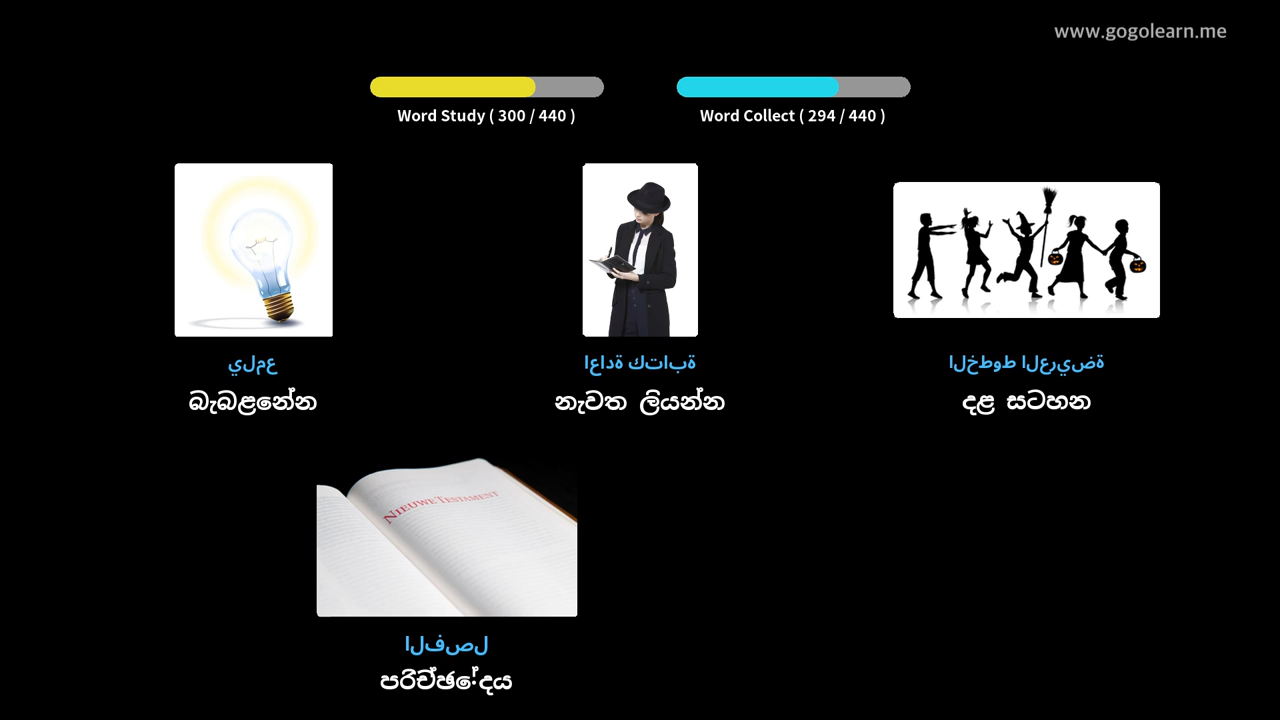 www.gogolearn.me
Word Study ( 300 / 440 )
Word Collect ( 294 / 440 )
يلمع
බැබළනේන
اعادة كتابة
නැවත ලියන්න
الخطوط العريضة
දළ සටහන
NIEUWE TESTAMENT
الفصل
පරිච්ඡේදය